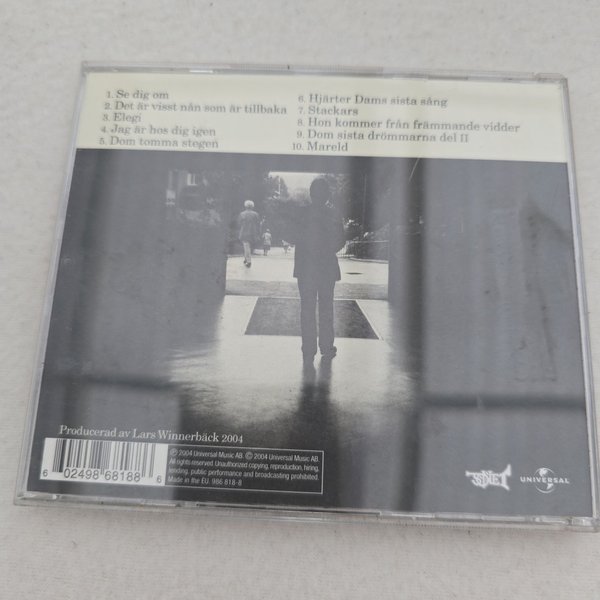 1. Se dig om
2. Det är visst nån som är tillbaka
3. Elegi
4. Jag är hos dig igen
5. Dom tomma stegen
6. Hjärter Dams sista sång
7. Stackars
8. Hon kommer från främmande vidder
9. Dom sista drömmarna del II
10. Mareld
Producerad av Lars Winnerbäck 2004
6 02498 68188 6
℗ 2004 Universal Music AB. © 2004 Universal Music AB.
All rights reserved. Unauthorized copying, reproduction, hiring,
lending, public performance and broadcasting prohibited.
Made in the EU. 986 818-8
SONET
UNIVERSAL